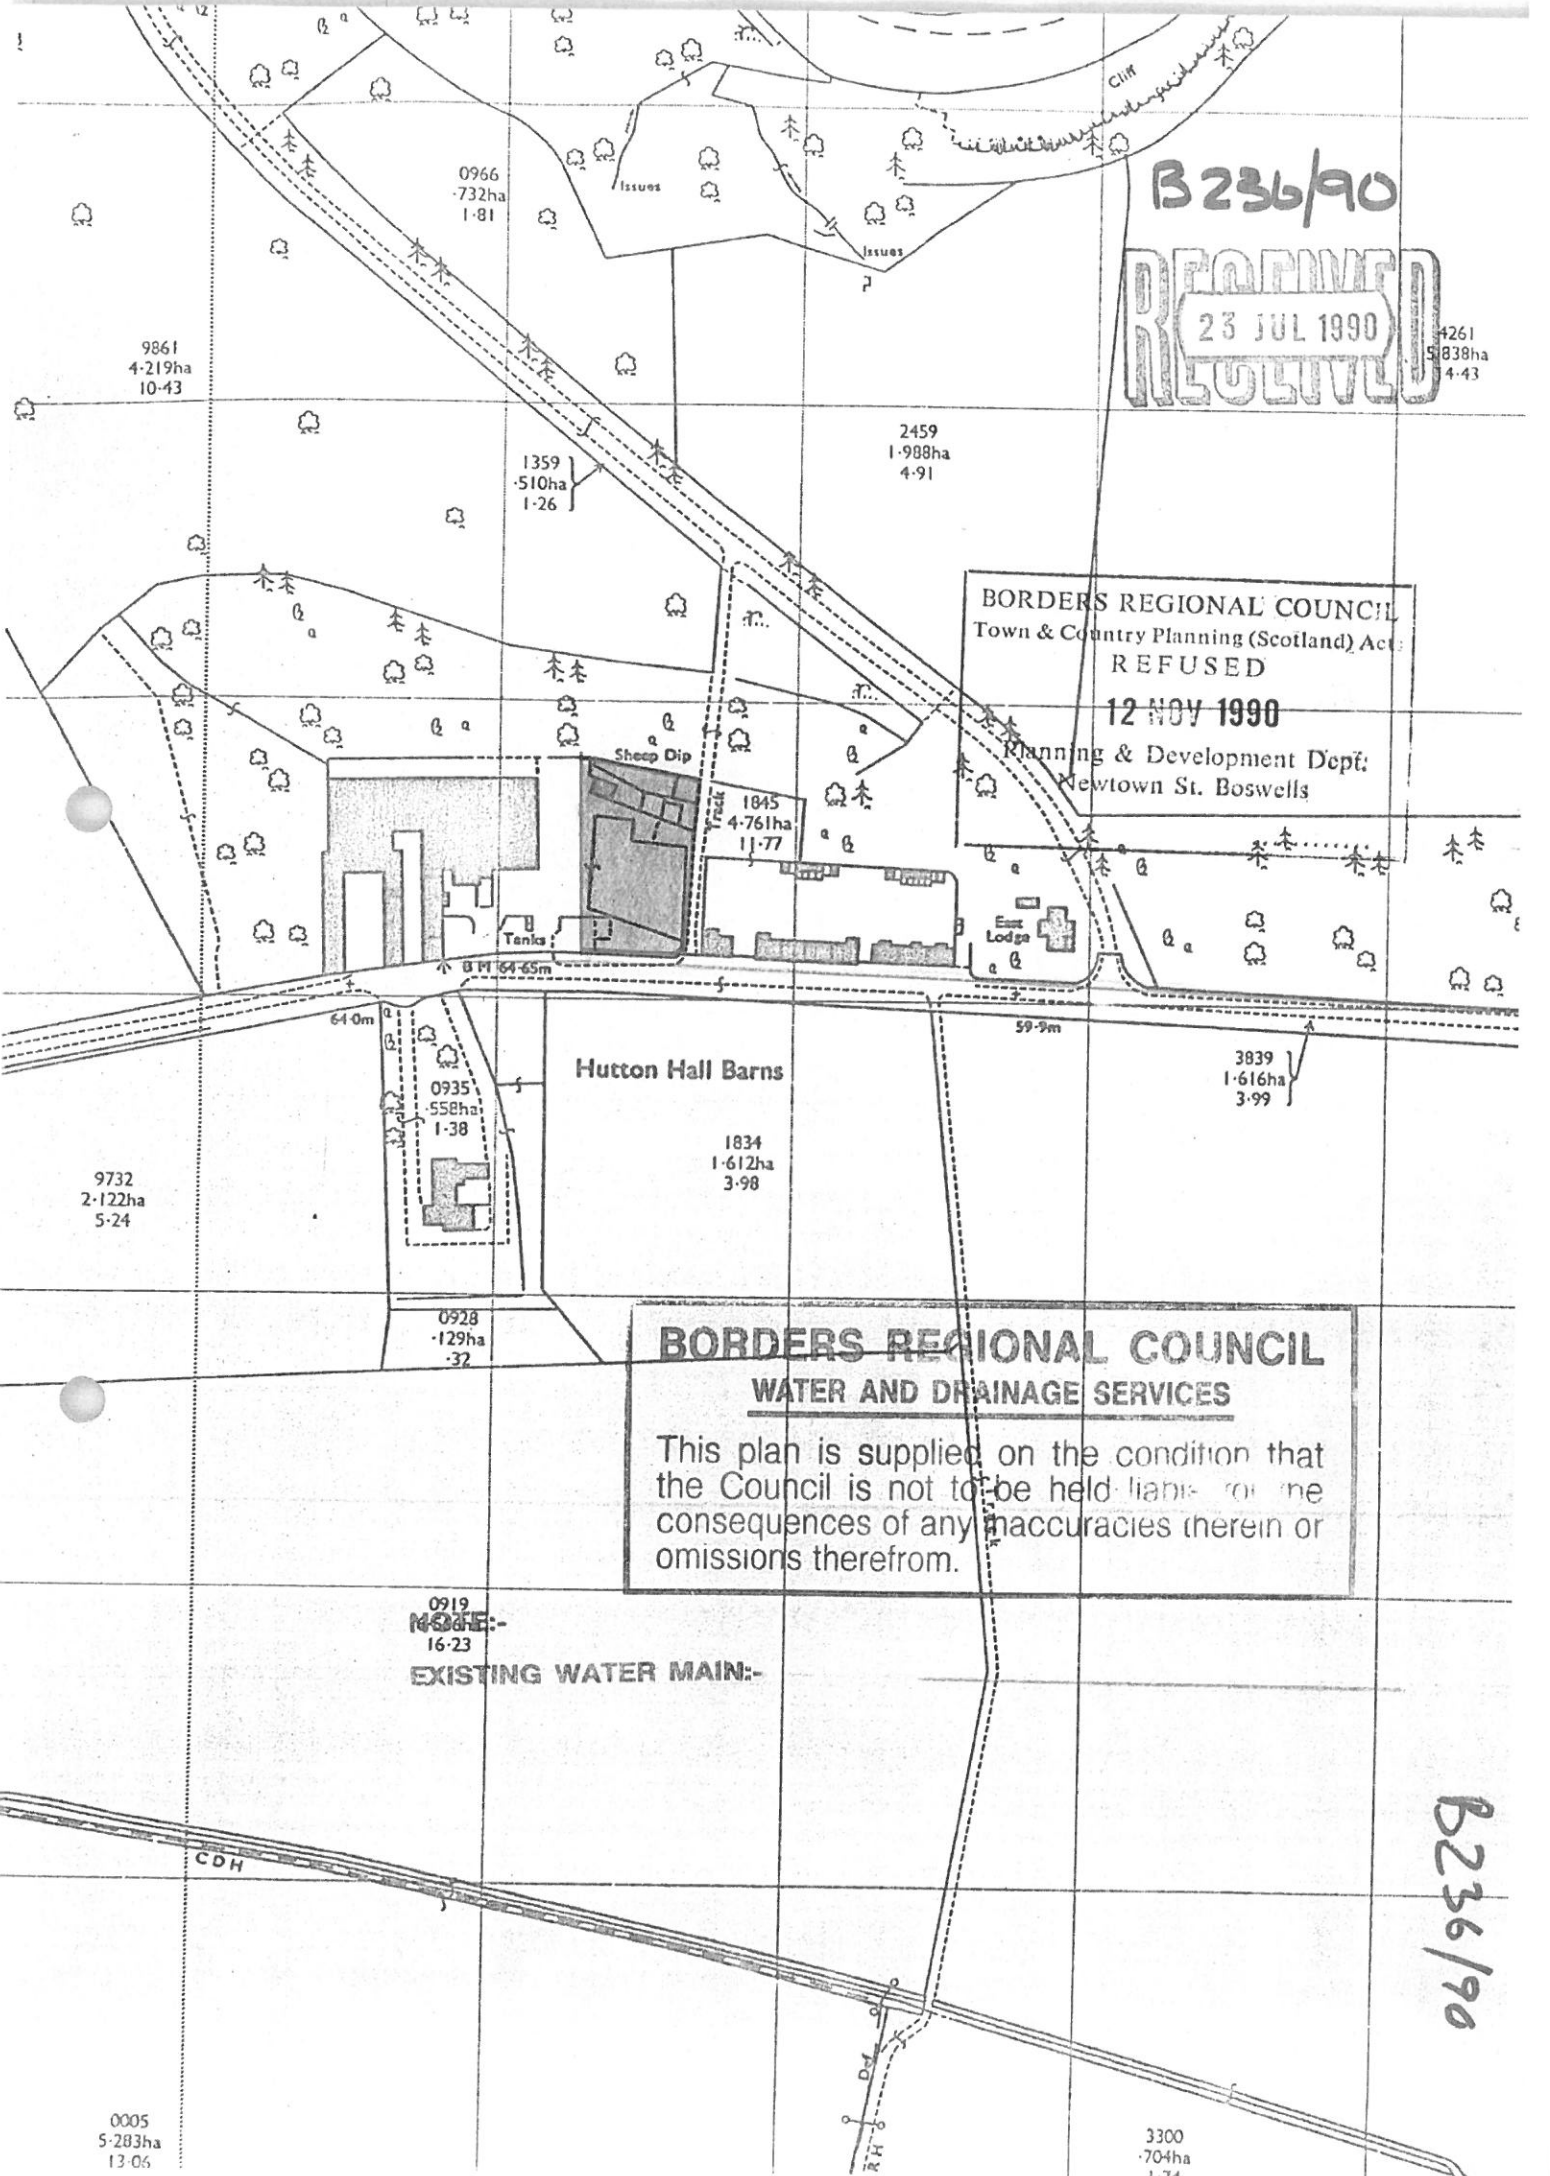 Cliff
B236/90
0966
·732ha
1·81
Issues
Issues
RECEIVED
23 JUL 1990
4261
5·838ha
4·43
9861
4·219ha
10·43
2459
1·988ha
4·91
1359
·510ha
1·26
BORDERS REGIONAL COUNCIL
Town & Country Planning (Scotland) Act:
REFUSED
12 NOV 1990
Planning & Development Dept:
Newtown St. Boswells
Sheep Dip
Track
1845
4·761ha
11·77
Tanks
East
Lodge
B M 64·65m
64·0m
59·9m
3839
1·616ha
3·99
Hutton Hall Barns
0935
·558ha
1·38
1834
1·612ha
3·98
9732
2·122ha
5·24
0928
·129ha
·32
BORDERS REGIONAL COUNCIL
WATER AND DRAINAGE SERVICES
This plan is supplied on the condition that
the Council is not to be held the
consequences of any inaccuracies therein or
omissions therefrom.
0919
NOTE:-
16·23
EXISTING WATER MAIN:-
CDH
B236/90
Def
RH
0005
5·283ha
13·06
3300
·704ha